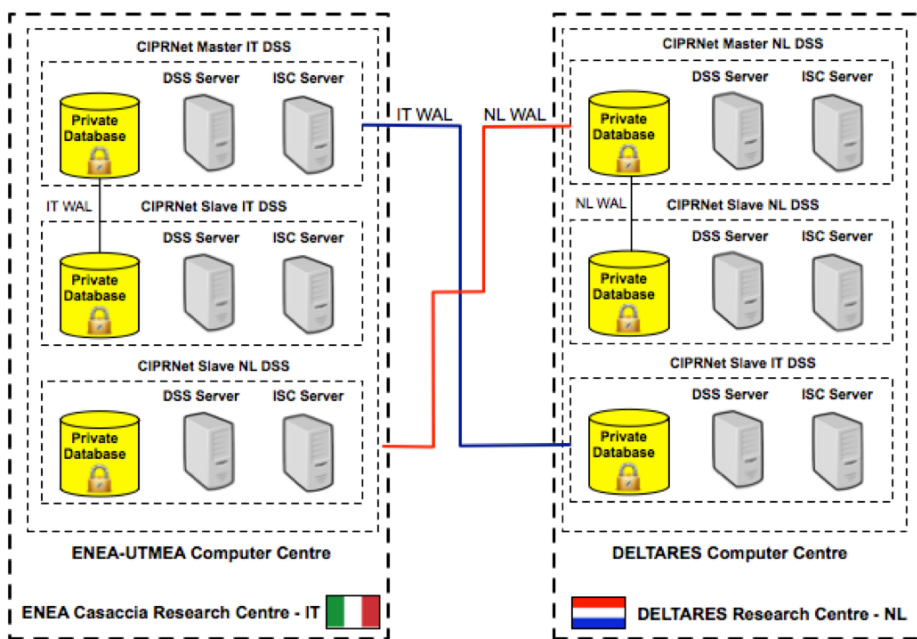 CIPRNet Master IT DSS
DSS Server
ISC Server
Private
Database
IT WAL
CIPRNet Slave IT DSS
DSS Server
ISC Server
Private
Database
CIPRNet Slave NL DSS
DSS Server
ISC Server
Private
Database
ENEA-UTMEA Computer Centre
ENEA Casaccia Research Centre - IT
IT WAL
NL WAL
CIPRNet Master NL DSS
DSS Server
ISC Server
Private
Database
NL WAL
CIPRNet Slave NL DSS
DSS Server
ISC Server
Private
Database
CIPRNet Slave IT DSS
DSS Server
ISC Server
Private
Database
DELTARES Computer Centre
DELTARES Research Centre - NL